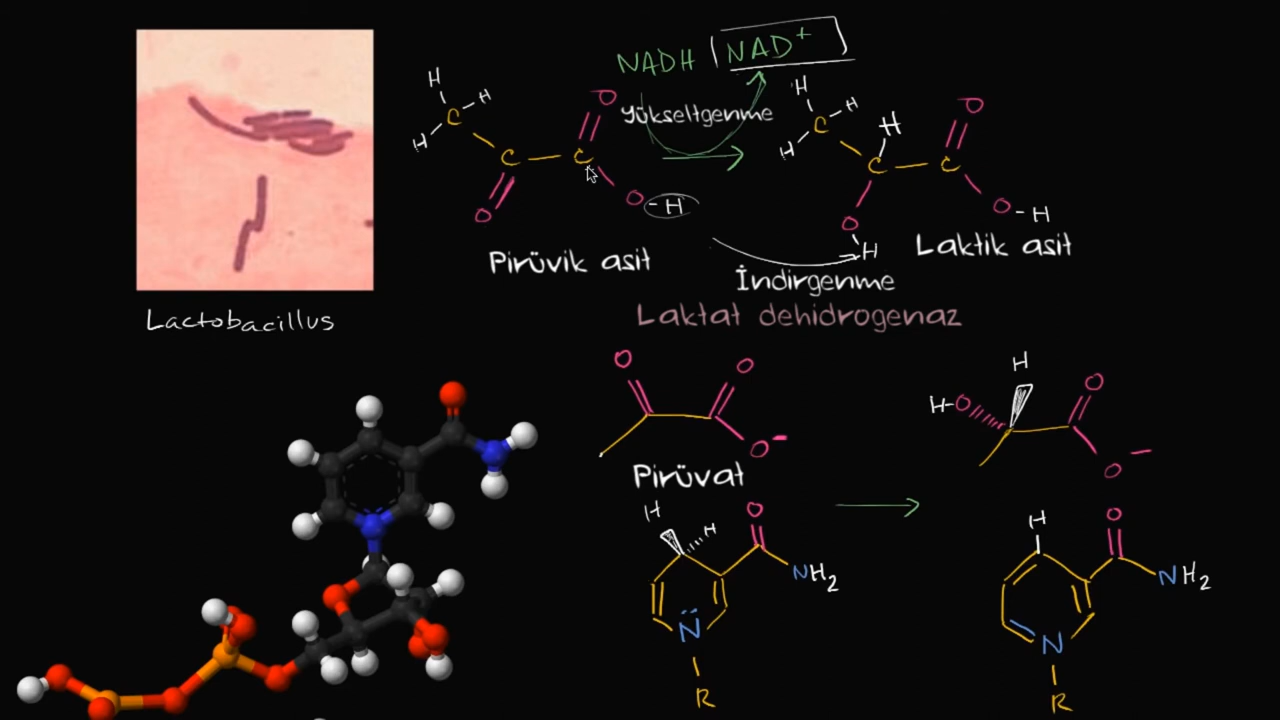 NADH NAD+
Yükseltgenme
H H H C C C O O O -H
H H H C H C C O O - H O H
Pirüvik asit
Laktik asit
İndirgenme
Laktat dehidrogenaz
Lactobacillus
O O O-
H-O H O O-
Pirüvat
H H O NH2 N R
H O NH2 N R